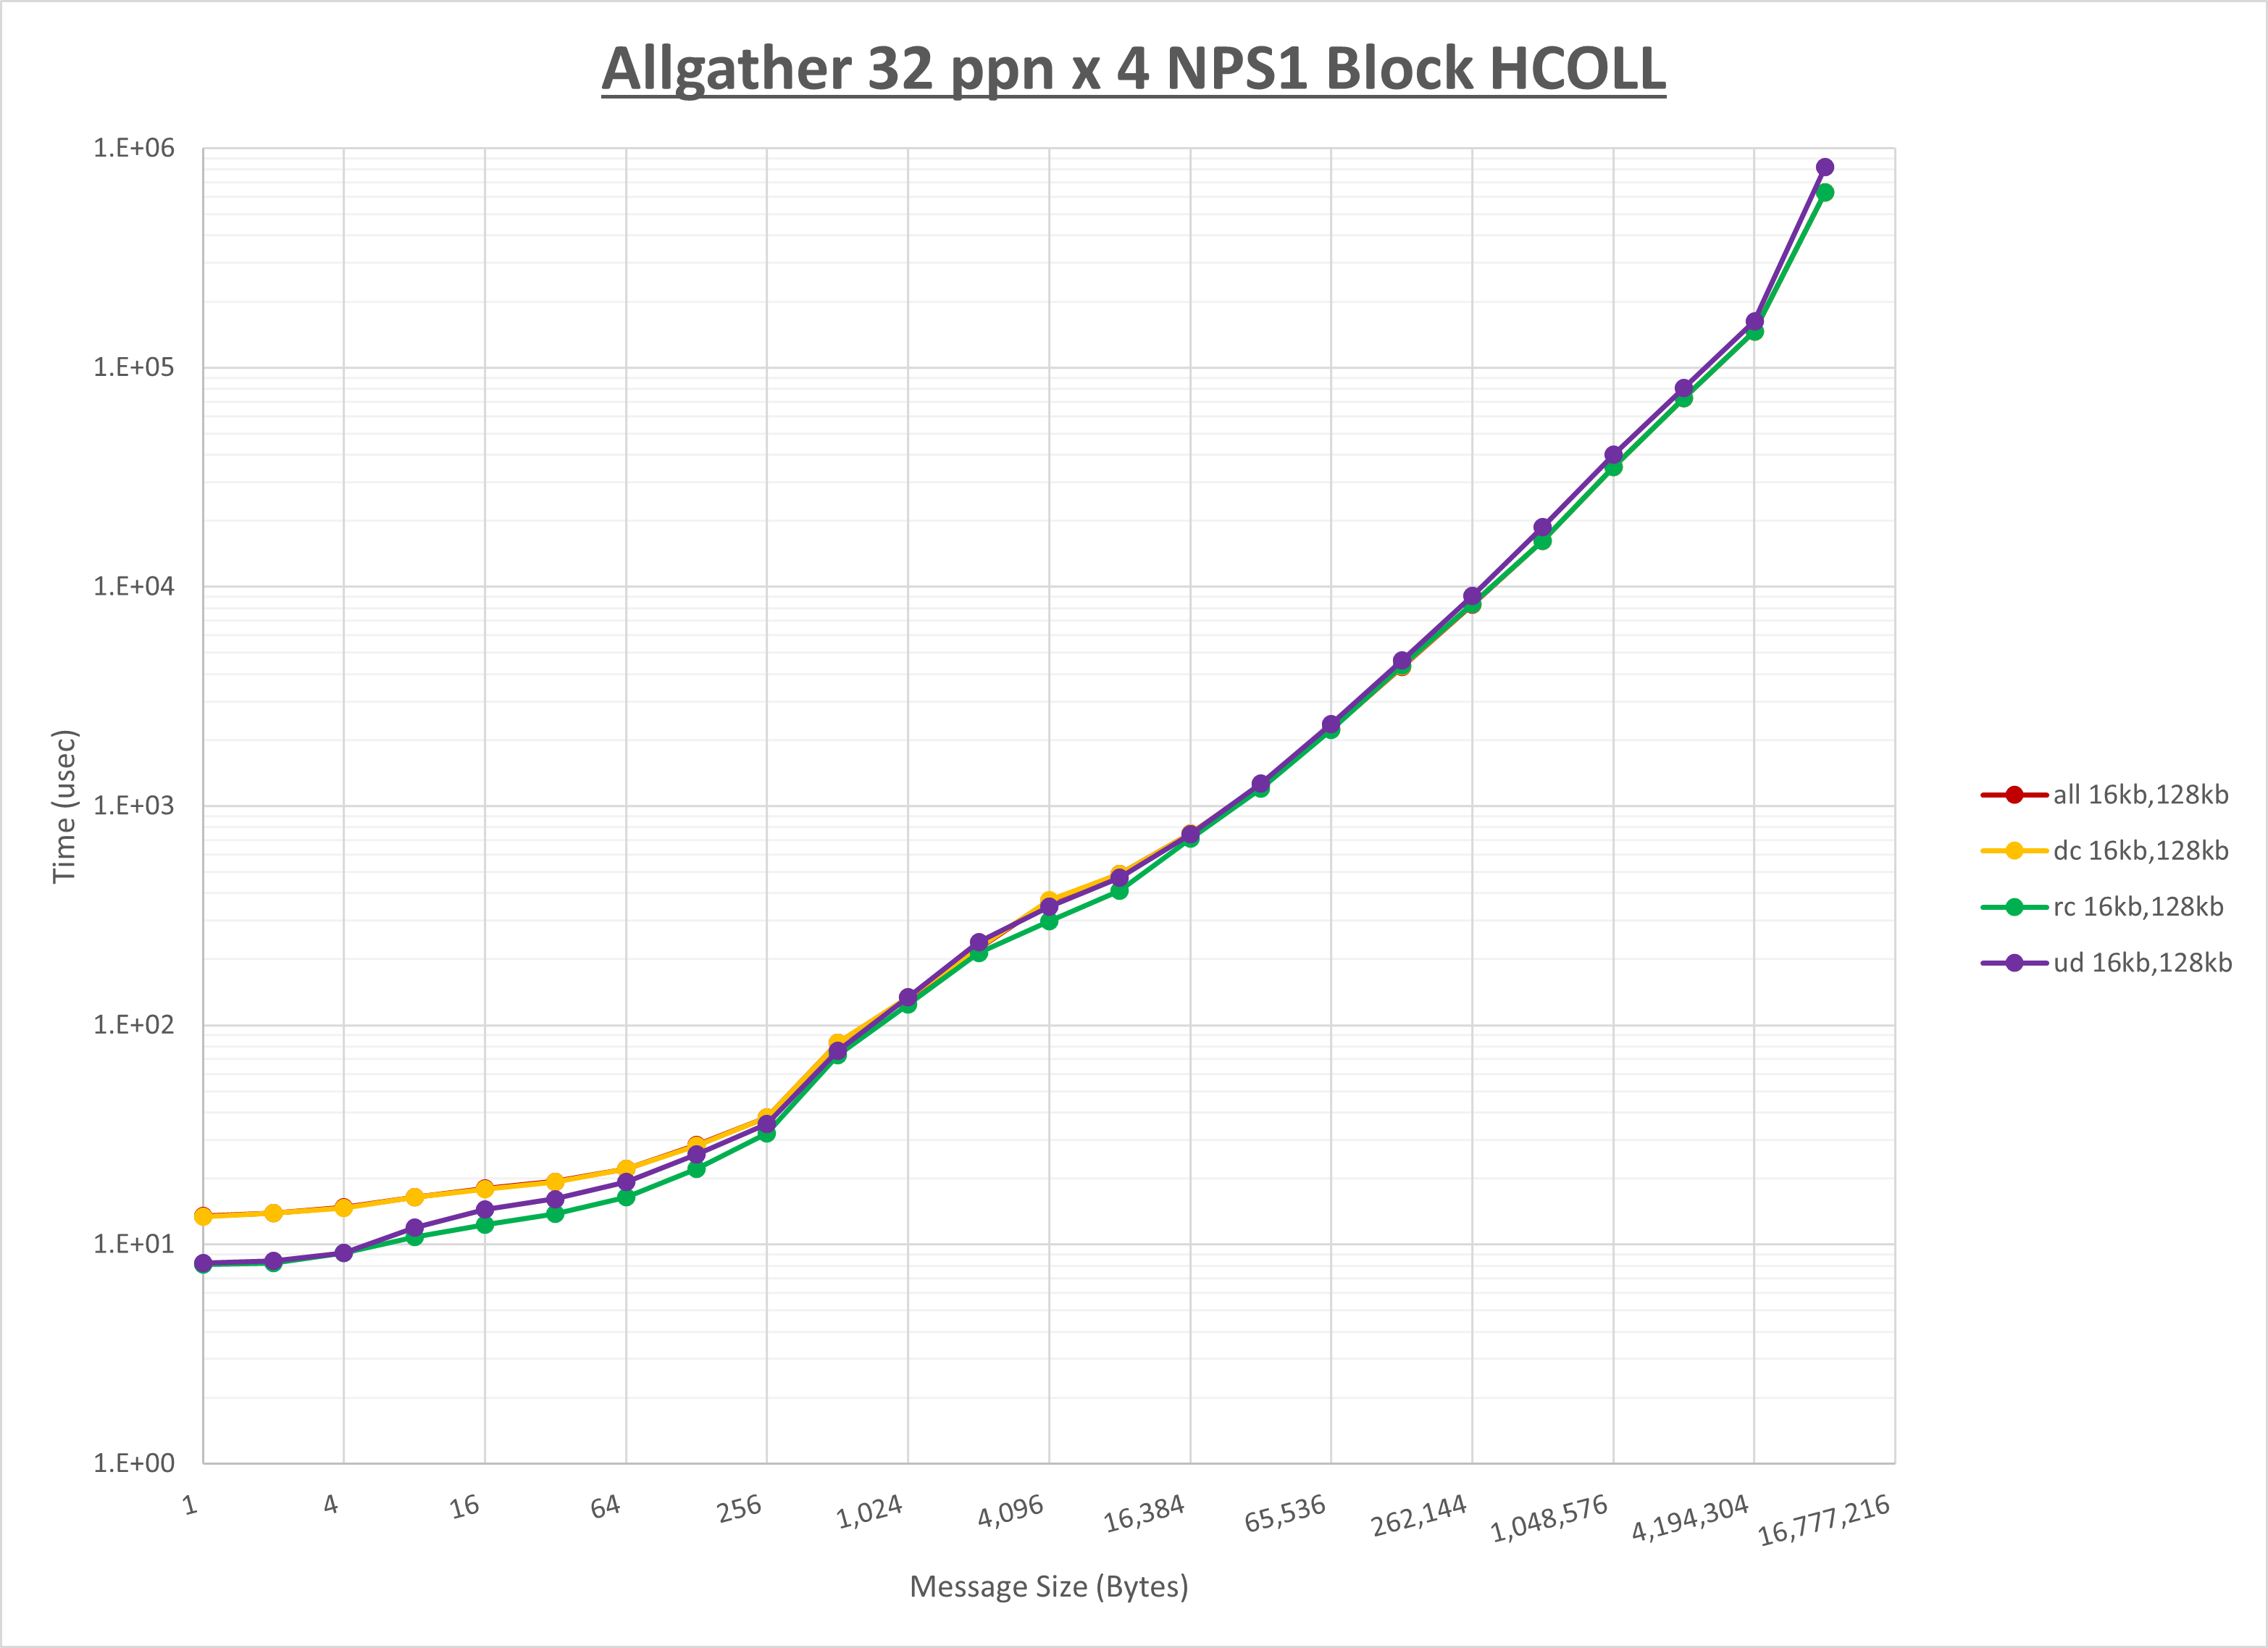 Allgather 32 ppn x 4 NPS1 Block HCOLL
1.E+06
1.E+05
1.E+04
1.E+03
1.E+02
1.E+01
1.E+00
Time (usec)
1
4
16
64
256
1,024
4,096
16,384
65,536
262,144
1,048,576
4,194,304
16,777,216
Message Size (Bytes)
all 16kb,128kb
dc 16kb,128kb
rc 16kb,128kb
ud 16kb,128kb